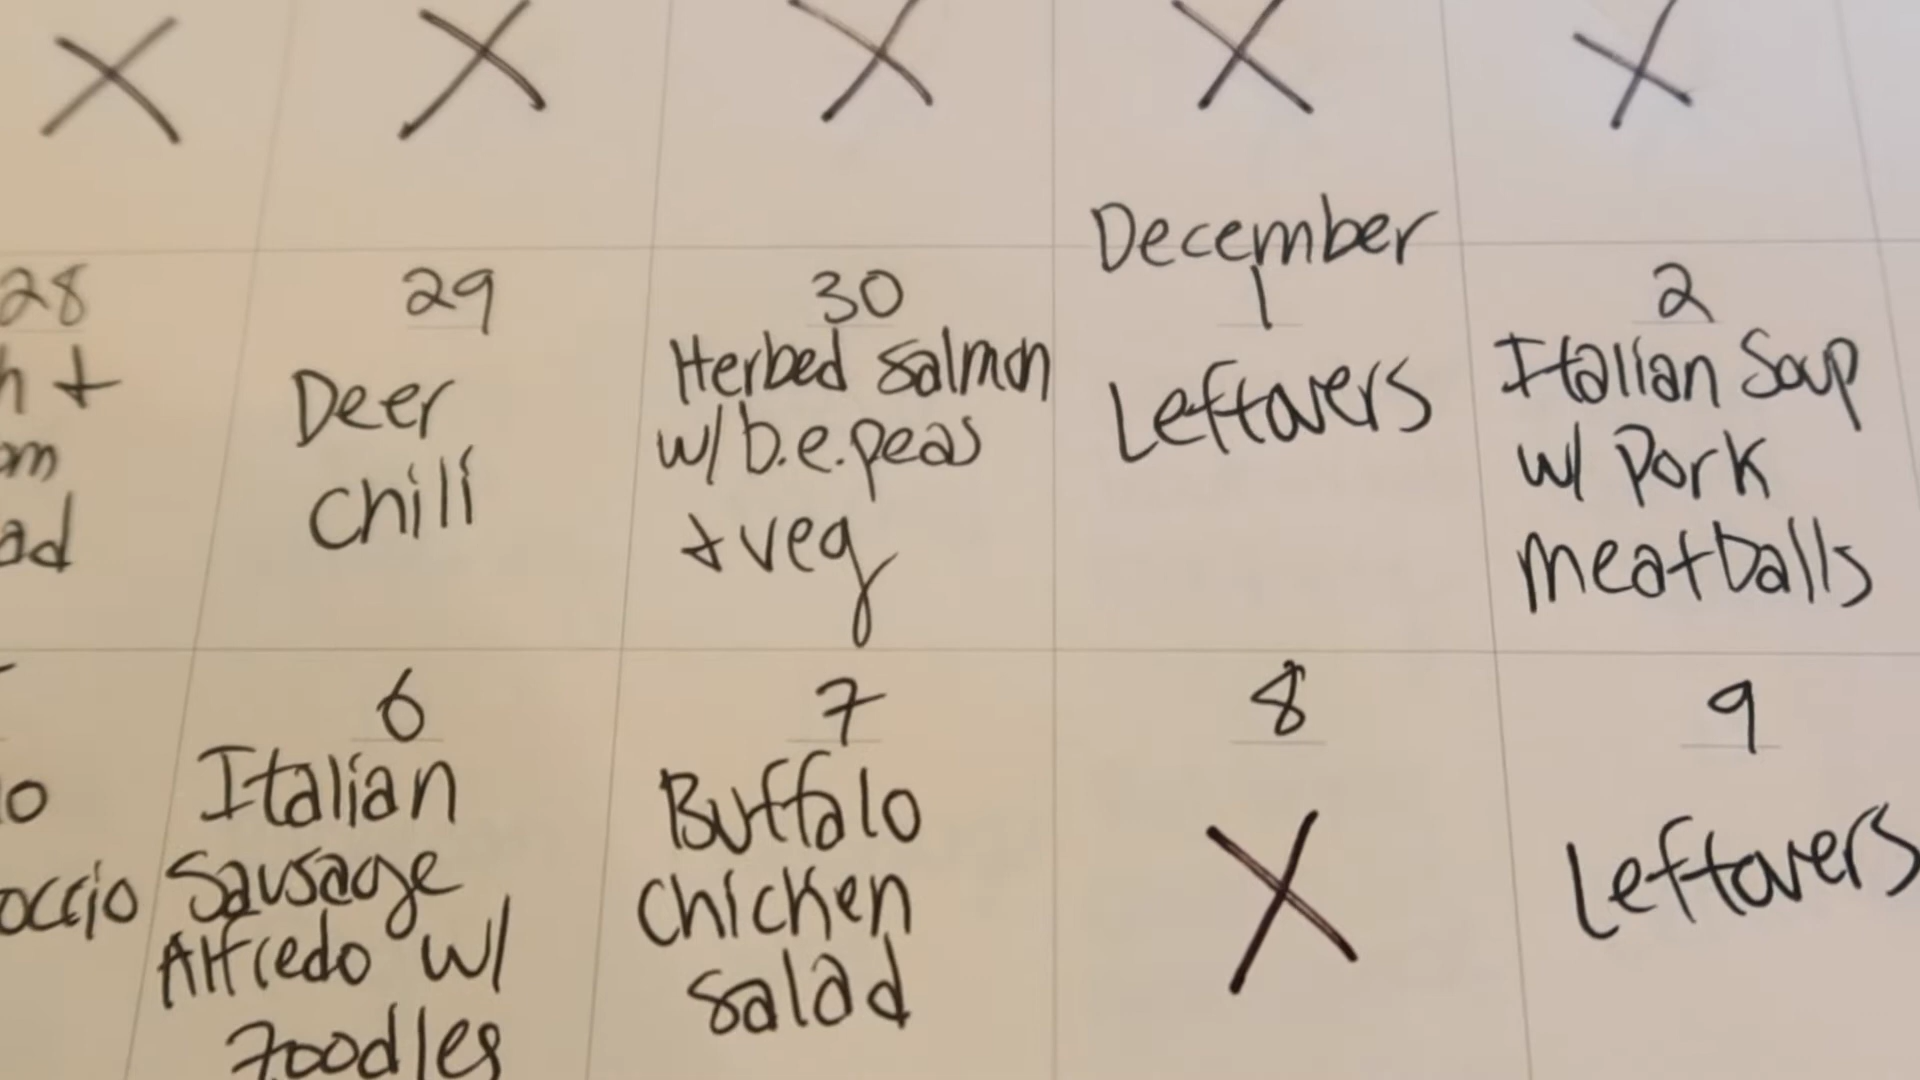 December
28
29
30
1
2
Deer
chili
Herbed salmon
w/ b.e. peas
+ veg
Leftovers
Italian Soup
w/ Pork
meatballs
6
7
8
9
Italian
Sausage
Alfredo w/
Zoodles
Buffalo
Chicken
Salad
X
Leftovers